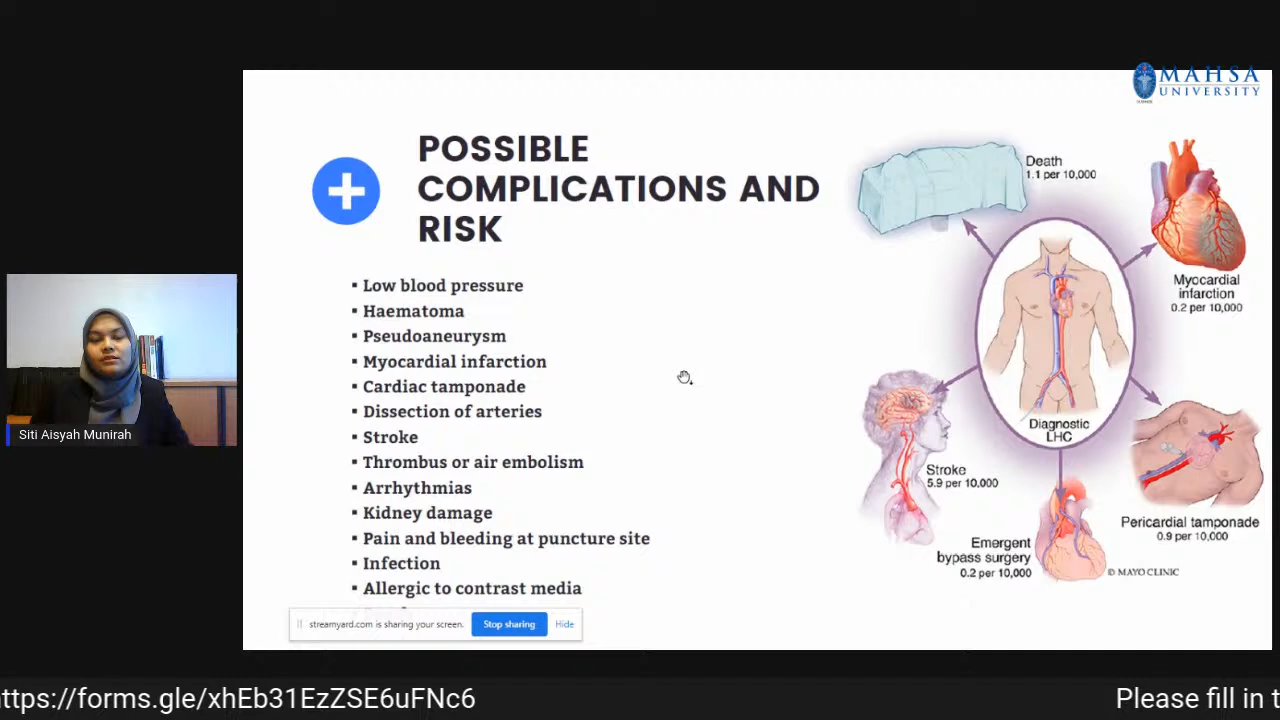 MAHSA
UNIVERSITY
POSSIBLE
COMPLICATIONS AND
RISK
▪ Low blood pressure
▪ Haematoma
▪ Pseudoaneurysm
▪ Myocardial infarction
▪ Cardiac tamponade
▪ Dissection of arteries
▪ Stroke
▪ Thrombus or air embolism
▪ Arrhythmias
▪ Kidney damage
▪ Pain and bleeding at puncture site
▪ Infection
▪ Allergic to contrast media
Death
1.1 per 10,000
Myocardial
infarction
0.2 per 10,000
Diagnostic
LHC
Stroke
5.9 per 10,000
Pericardial tamponade
0.9 per 10,000
Emergent
bypass surgery
0.2 per 10,000
© MAYO CLINIC
Siti Aisyah Munirah
streamyard.com is sharing your screen.
Stop sharing
Hide
ttps://forms.gle/xhEb31EzZSE6uFNc6
Please fill in t